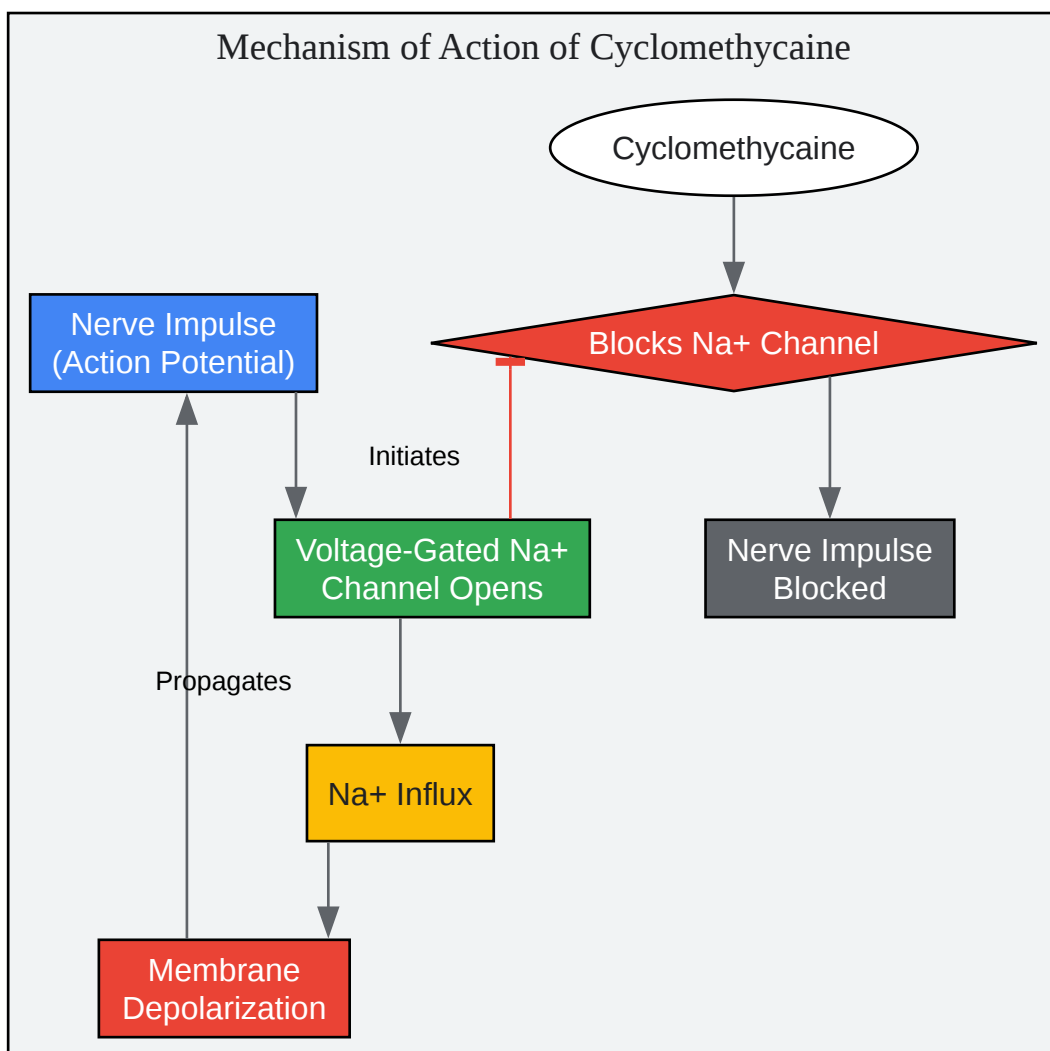 Mechanism of Action of Cyclomethycaine
Cyclomethycaine
Nerve Impulse
(Action Potential)
Blocks Na+ Channel
Initiates
Voltage-Gated Na+
Channel Opens
Nerve Impulse
Blocked
Propagates
Na+ Influx
Membrane
Depolarization